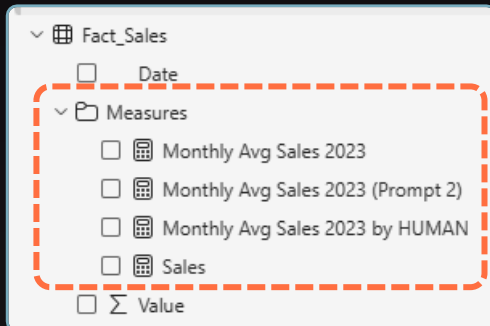 Fact_Sales
Date
Measures
Monthly Avg Sales 2023
Monthly Avg Sales 2023 (Prompt 2)
Monthly Avg Sales 2023 by HUMAN
Sales
Σ Value